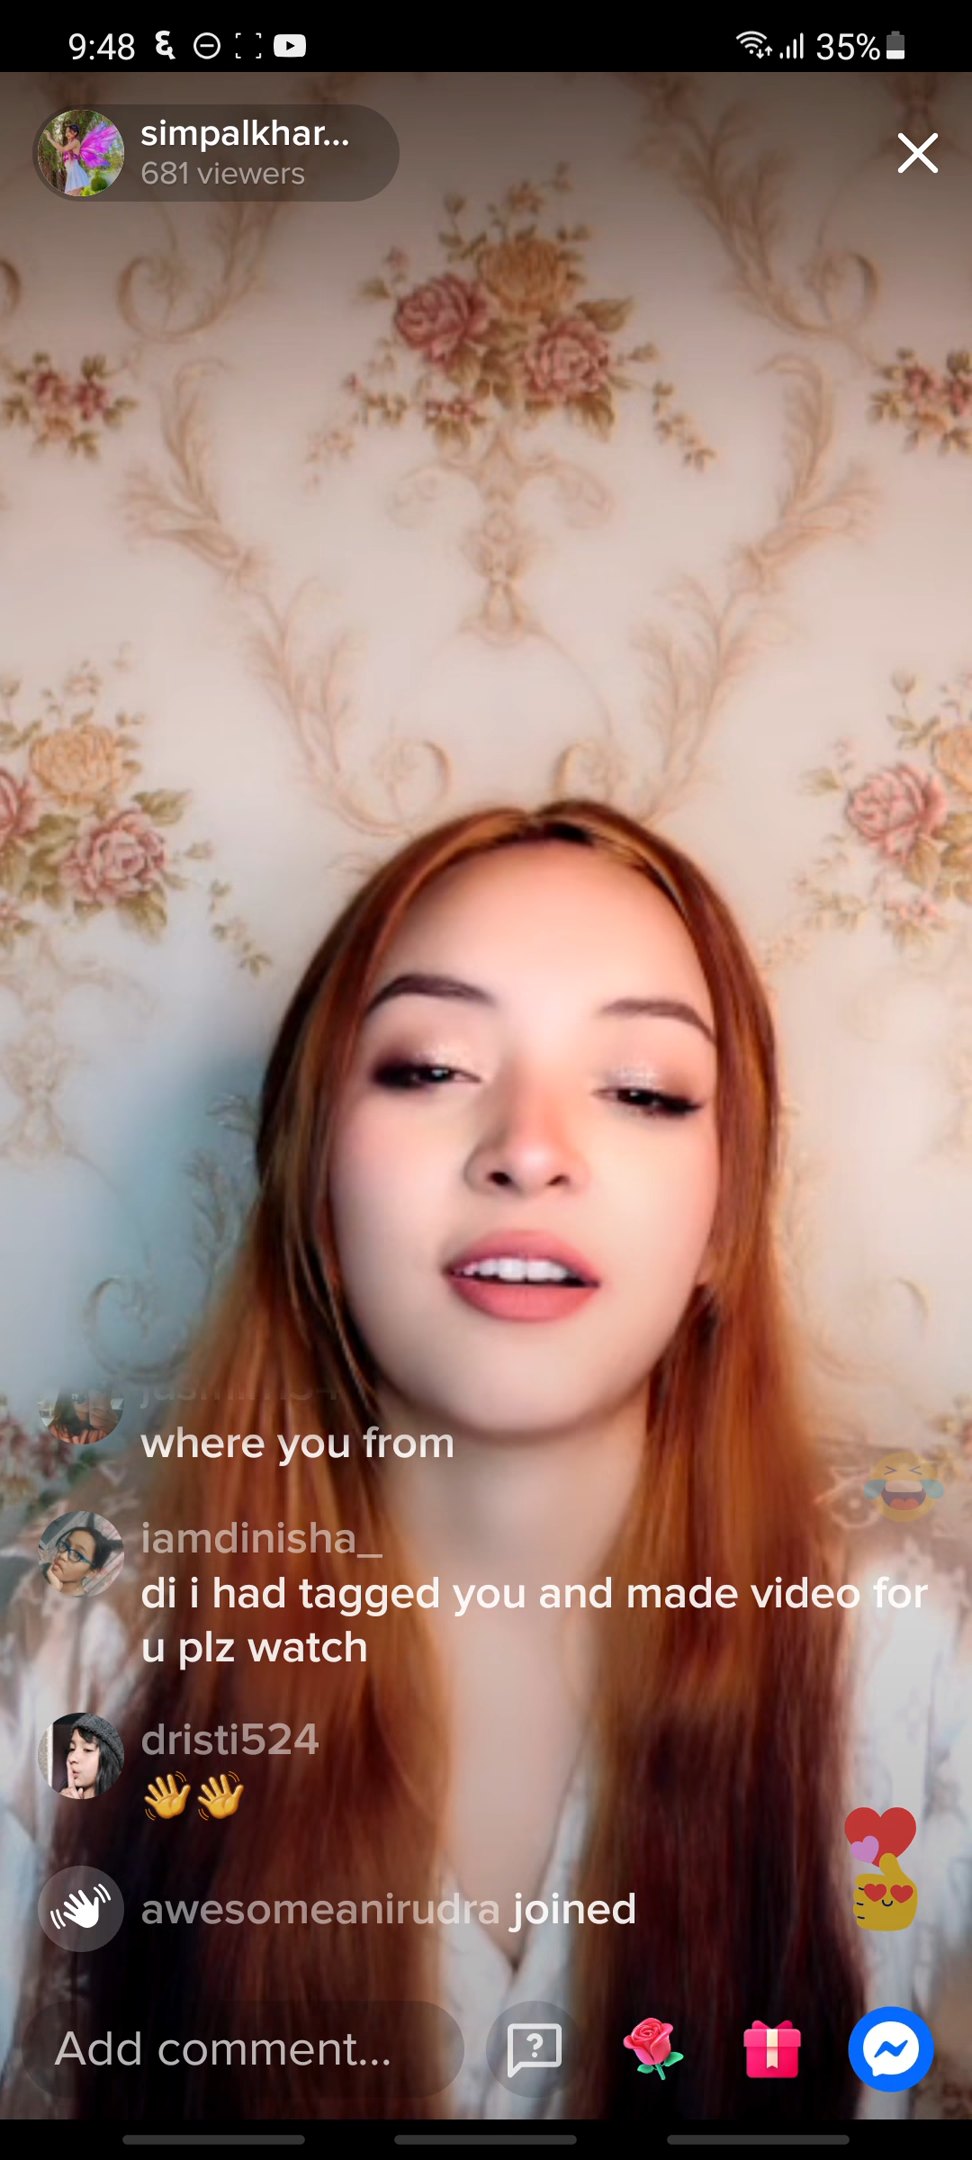 9:48
35%
simpalkhar...
681 viewers
where you from
iamdinisha_
di i had tagged you and made video for
u plz watch
dristi524
👋👋
awesomeanirudra joined
Add comment...